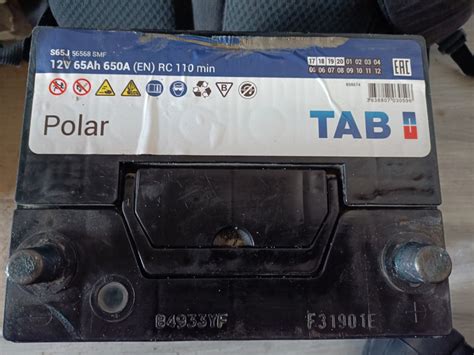 S65J 56568 SMF
12V 65Ah 650A (EN) RC 110 min
17 18 19 20 01 02 03 04
05 06 07 08 09 10 11 12
EAC
B
Polar
TAB
84933YF
F31901E